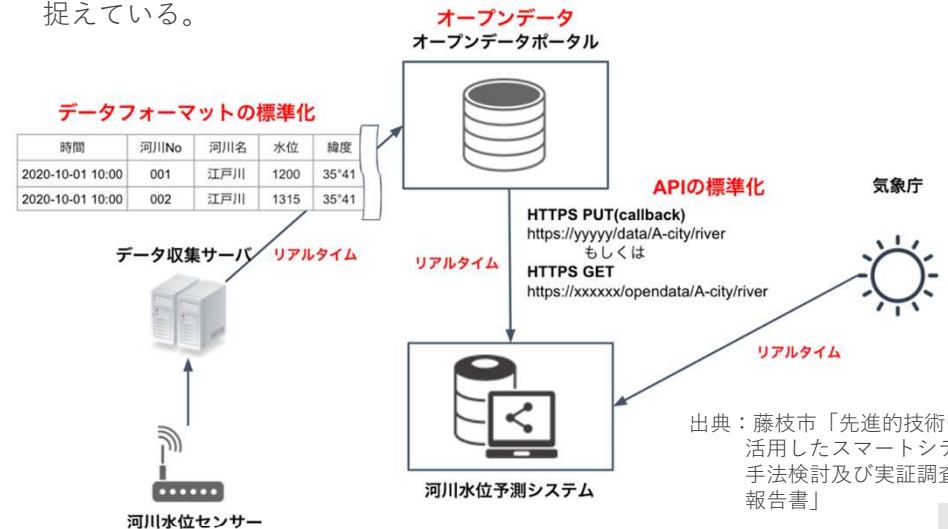 捉えている。
オープンデータ
オープンデータポータル
データフォーマットの標準化
時間 河川No 河川名 水位 緯度
2020-10-01 10:00 001 江戸川 1200 35°41
2020-10-01 10:00 002 江戸川 1315 35°41
APIの標準化
気象庁
HTTPS PUT(callback)
https://yyyyy/data/A-city/river
もしくは
HTTPS GET
https://xxxxxx/opendata/A-city/river
データ収集サーバ
リアルタイム
リアルタイム
リアルタイム
出典：藤枝市「先進的技術
活用したスマートシテ
手法検討及び実証調査
報告書」
河川水位予測システム
河川水位センサー